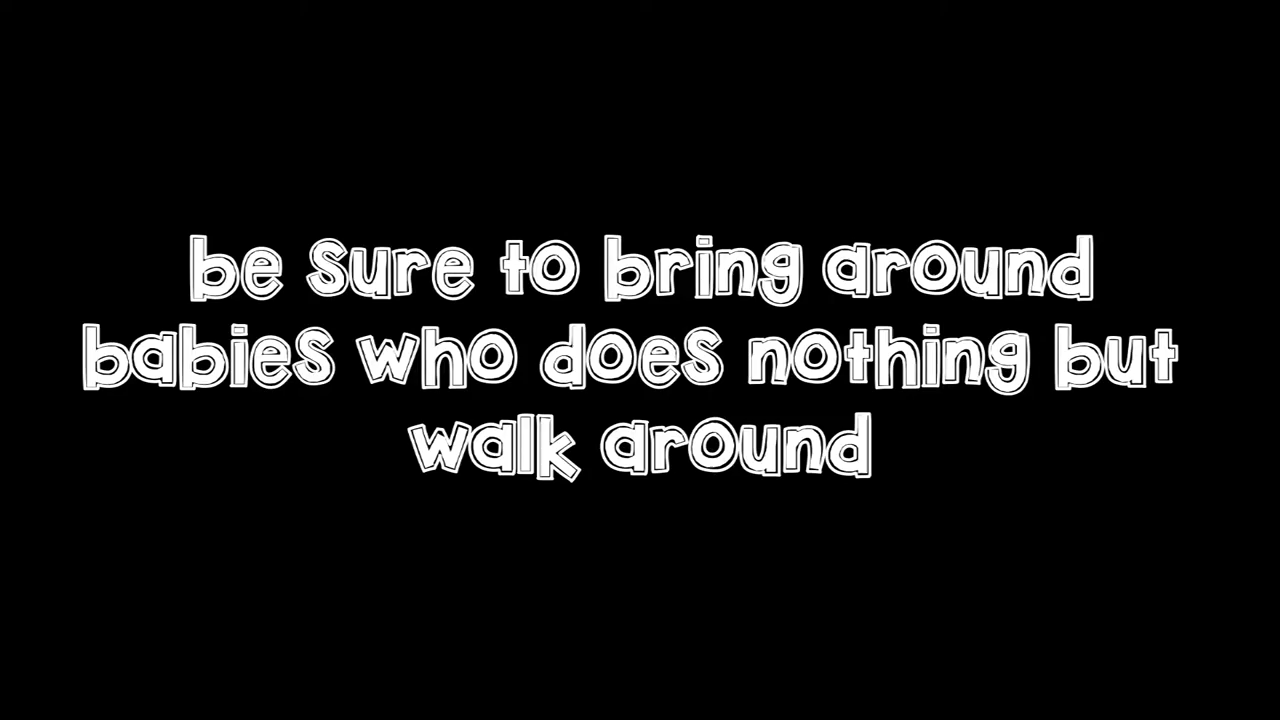 be sure to bring around
babies who does nothing but
walk around